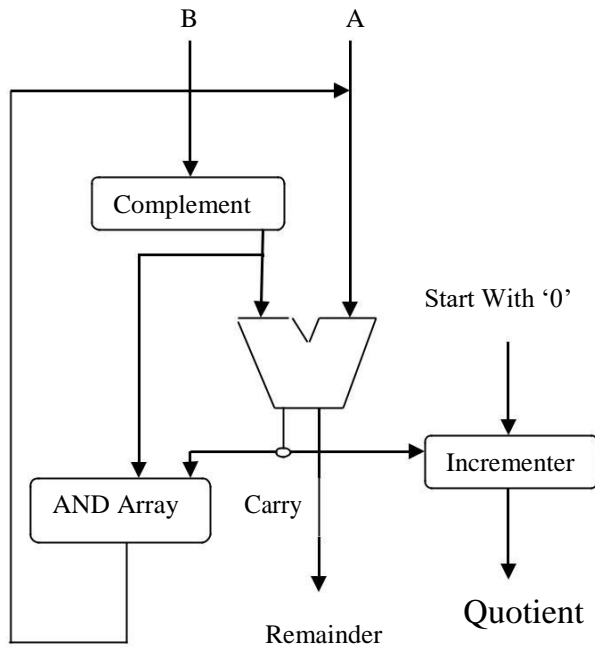 B
A
Complement
Start With ‘0’
Incrementer
AND Array
Carry
Quotient
Remainder